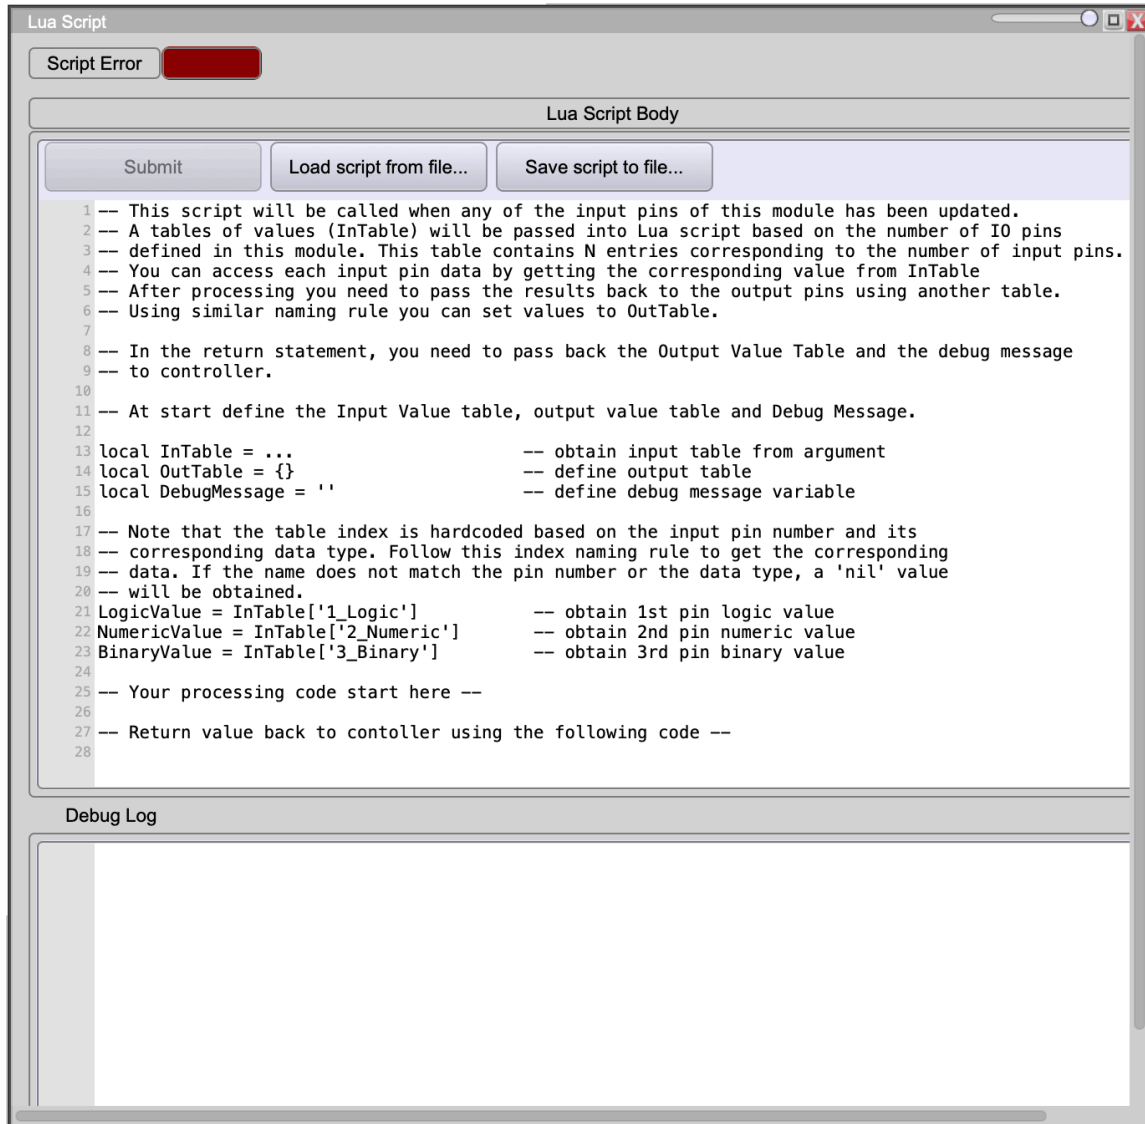 Lua Script
Script Error
Lua Script Body
Submit Load script from file... Save script to file...
1 -- This script will be called when any of the input pins of this module has been updated.
2 -- A tables of values (InTable) will be passed into Lua script based on the number of IO pins
3 -- defined in this module. This table contains N entries corresponding to the number of input pins.
4 -- You can access each input pin data by getting the corresponding value from InTable
5 -- After processing you need to pass the results back to the output pins using another table.
6 -- Using similar naming rule you can set values to OutTable.
7
8 -- In the return statement, you need to pass back the Output Value Table and the debug message
9 -- to controller.
10
11 -- At start define the Input Value table, output value table and Debug Message.
12
13 local InTable = ... -- obtain input table from argument
14 local OutTable = {} -- define output table
15 local DebugMessage = '' -- define debug message variable
16
17 -- Note that the table index is hardcoded based on the input pin number and its
18 -- corresponding data type. Follow this index naming rule to get the corresponding
19 -- data. If the name does not match the pin number or the data type, a 'nil' value
20 -- will be obtained.
21 LogicValue = InTable['1_Logic'] -- obtain 1st pin logic value
22 NumericValue = InTable['2_Numeric'] -- obtain 2nd pin numeric value
23 BinaryValue = InTable['3_Binary'] -- obtain 3rd pin binary value
24
25 -- Your processing code start here --
26
27 -- Return value back to contoller using the following code --
28
Debug Log